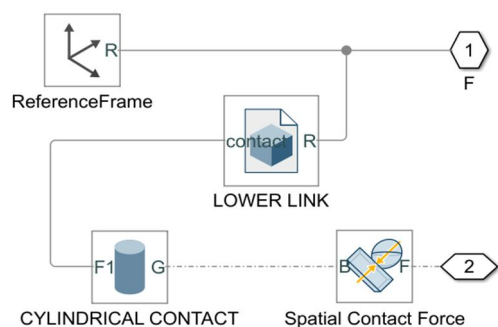 R
1
ReferenceFrame
F
contact R
LOWER LINK
F1 G
B F
2
CYLINDRICAL CONTACT
Spatial Contact Force